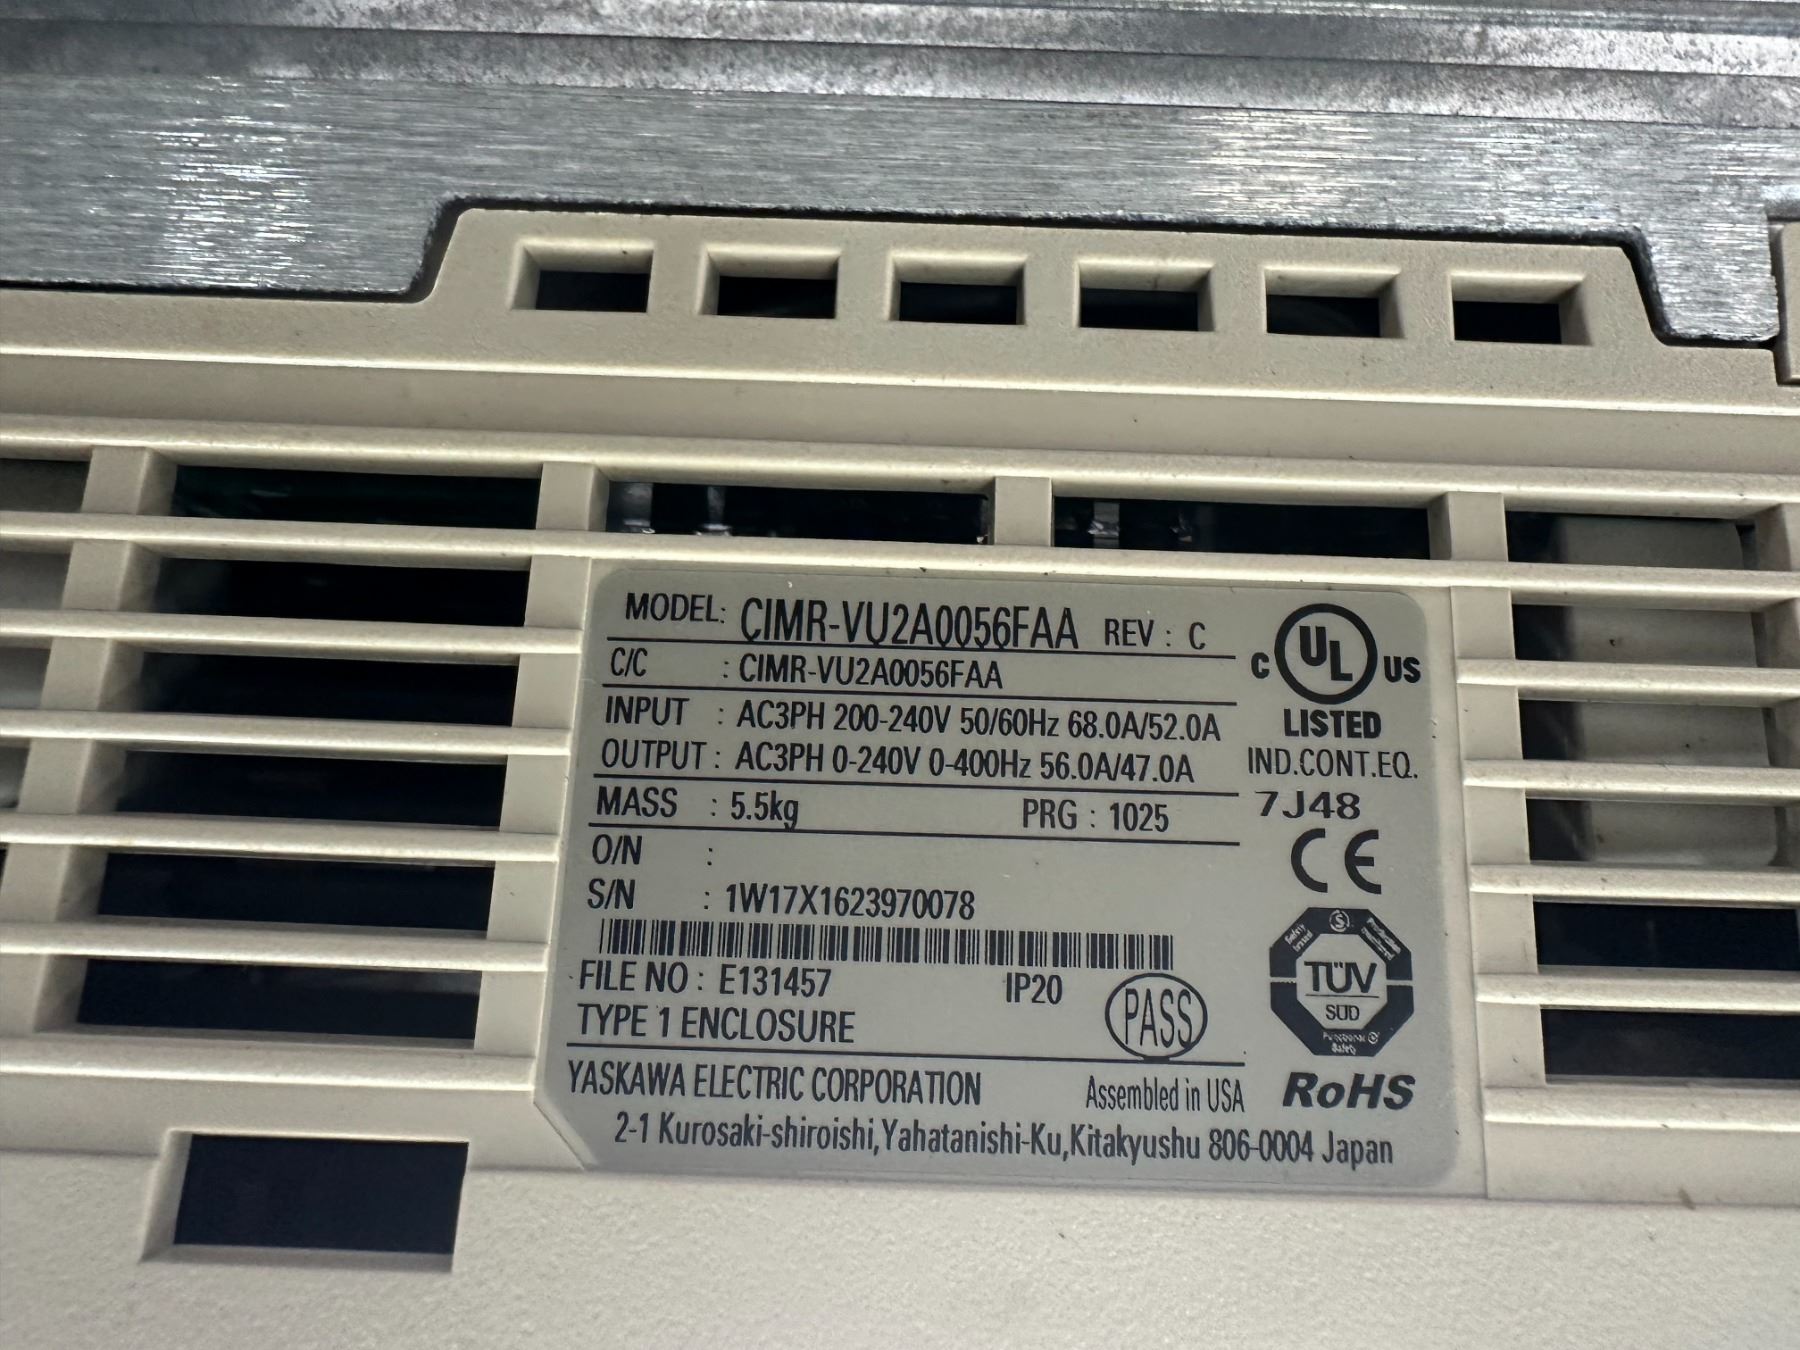 MODEL: CIMR-VU2A0056FAA REV : C
C/C : CIMR-VU2A0056FAA
INPUT : AC3PH 200-240V 50/60Hz 68.0A/52.0A
OUTPUT : AC3PH 0-240V 0-400Hz 56.0A/47.0A
MASS : 5.5kg PRG : 1025
O/N :
S/N : 1W17X1623970078
FILE NO : E131457 IP20
TYPE 1 ENCLOSURE PASS
YASKAWA ELECTRIC CORPORATION Assembled in USA
2-1 Kurosaki-shiroishi,Yahatanishi-Ku,Kitakyushu 806-0004 Japan
C UL US
LISTED
IND.CONT.EQ.
7J48
CE
TÜV
SÜD
Functional
Safety
RoHS